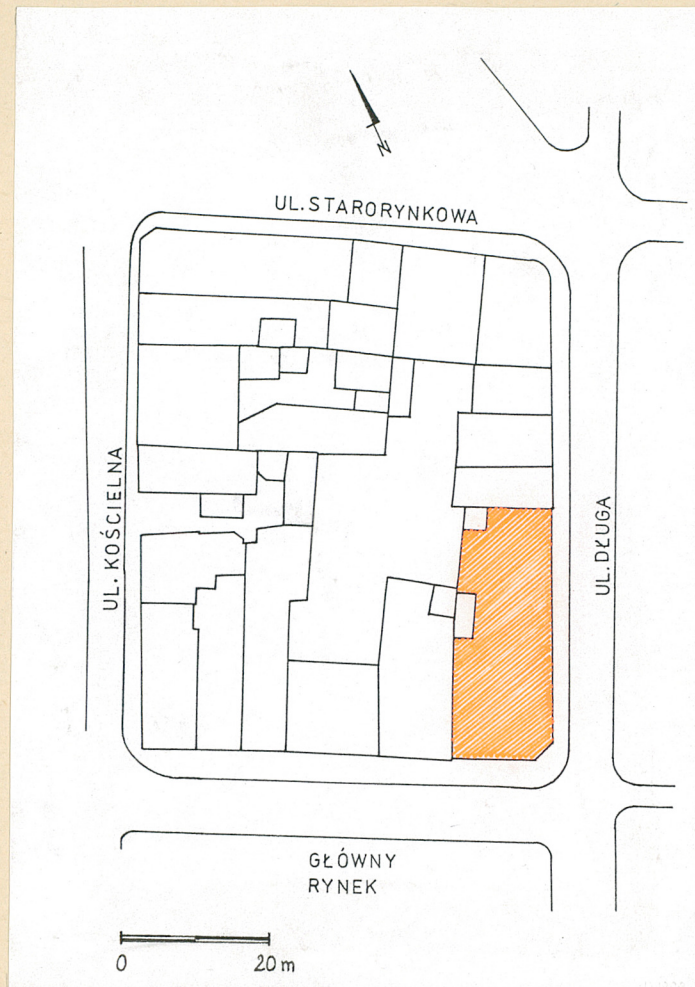 N
UL. STARORYNKOWA
UL. KOŚCIELNA
UL. DŁUGA
GŁÓWNY
RYNEK
0 20 m